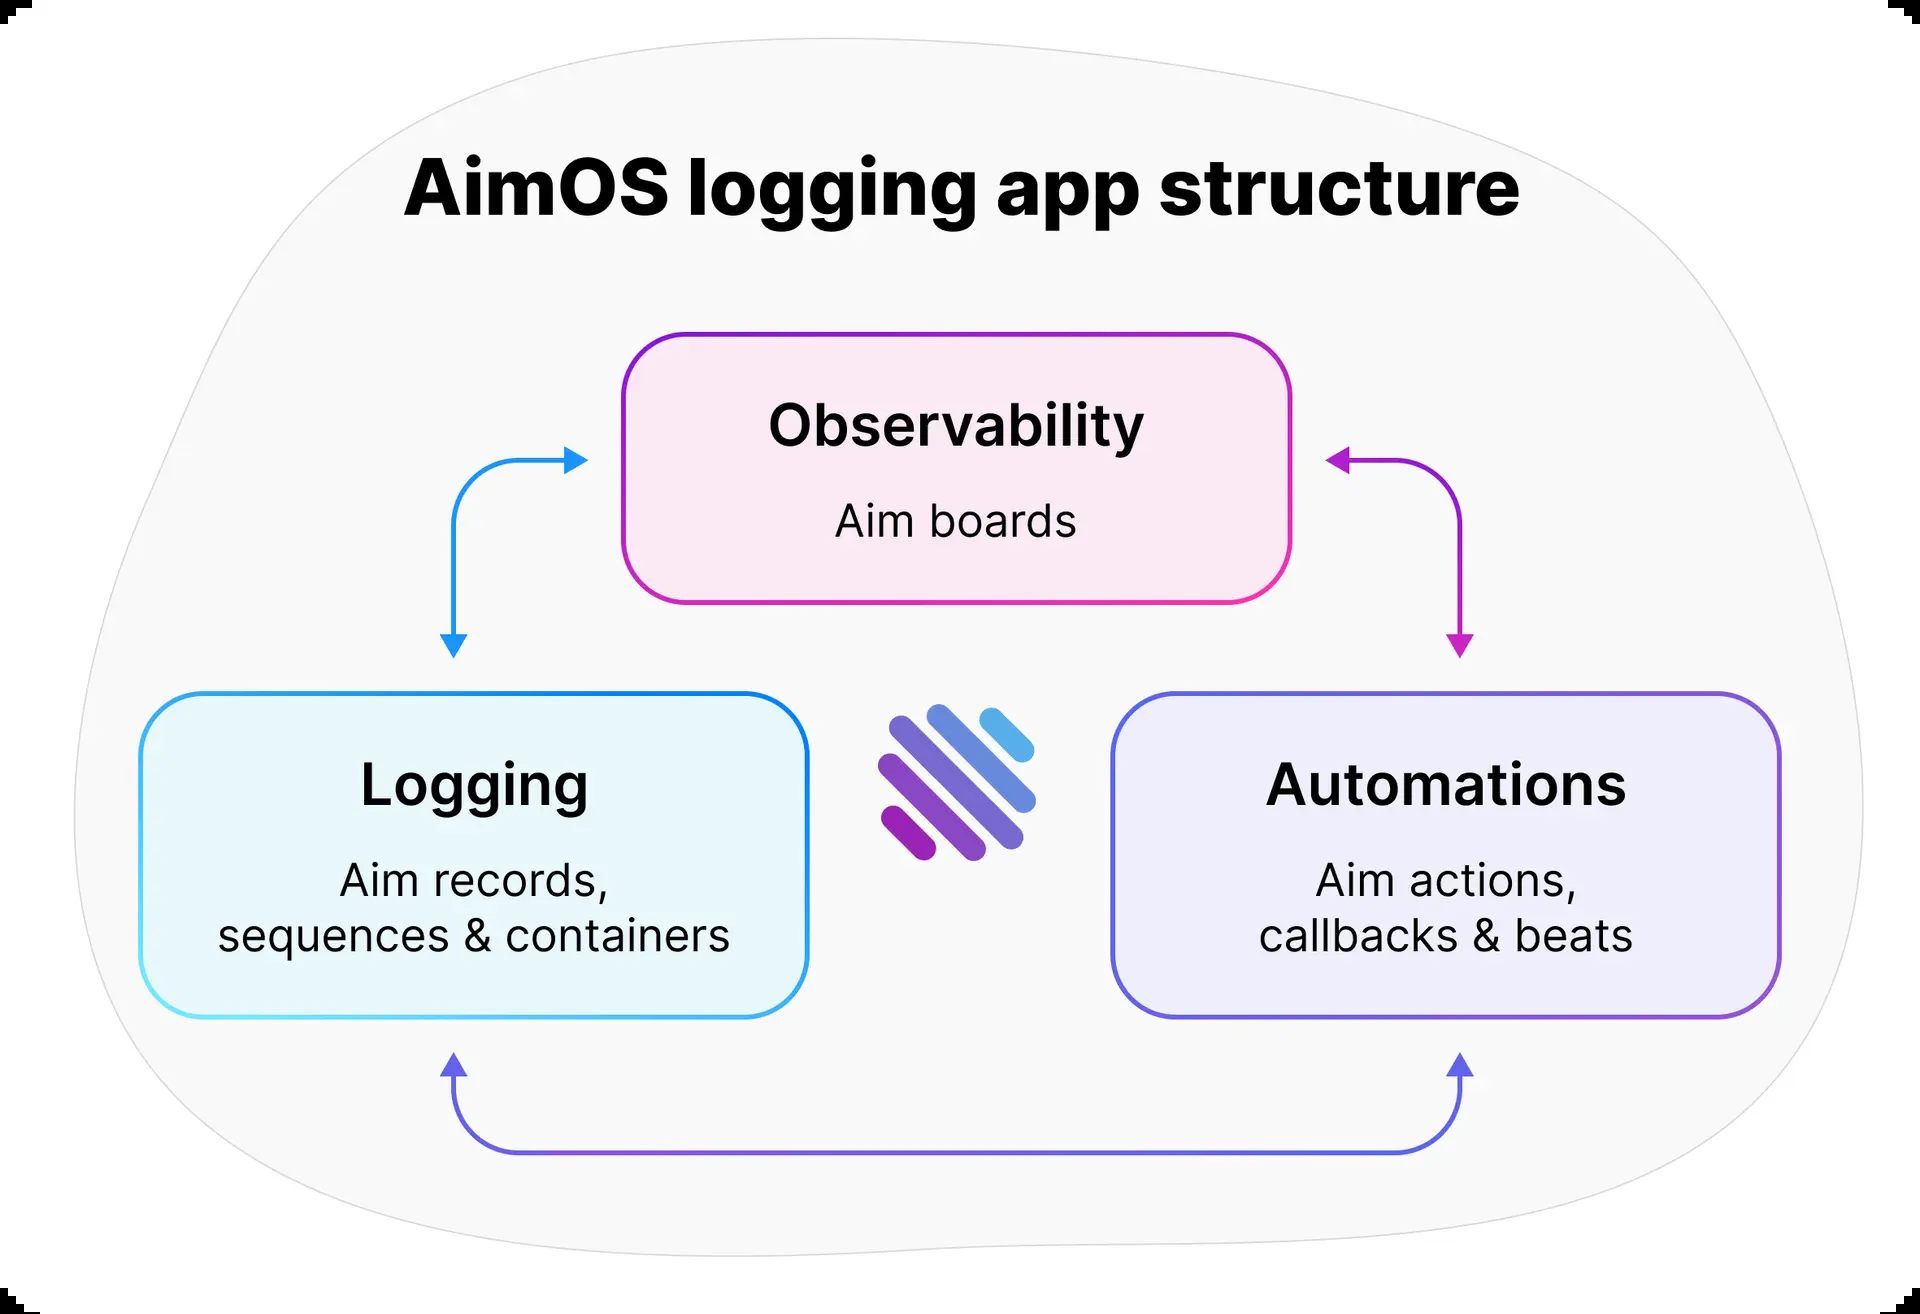 AimOS logging app structure
Observability
Aim boards
Logging
Aim records,
sequences & containers
Automations
Aim actions,
callbacks & beats